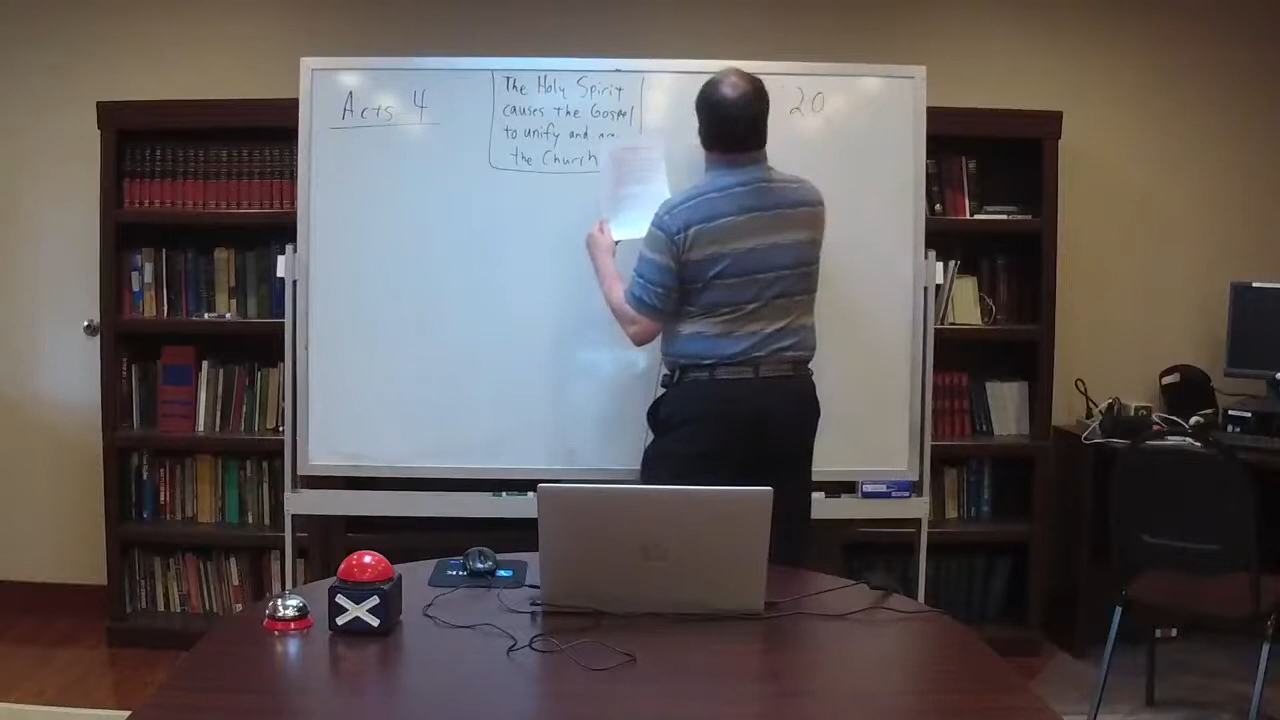 Acts 4
The Holy Spirit
causes the Gospel
to unify and
the Church
20